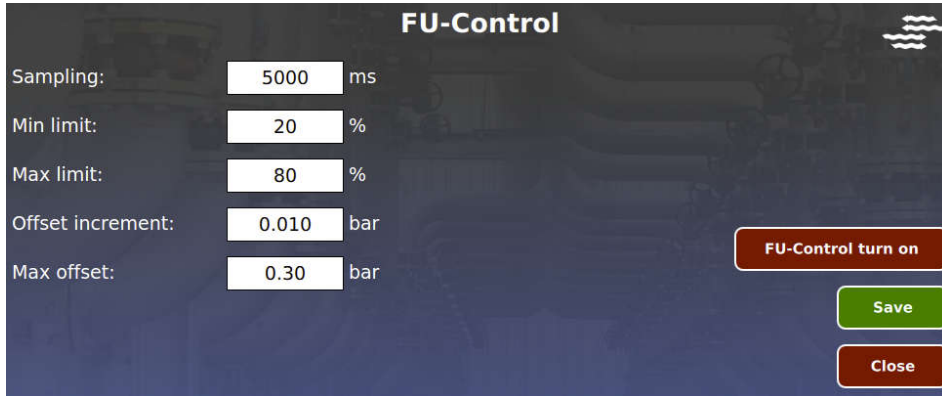 FU-Control
Sampling: 5000 ms
Min limit: 20 %
Max limit: 80 %
Offset increment: 0.010 bar
Max offset: 0.30 bar
FU-Control turn on
Save
Close